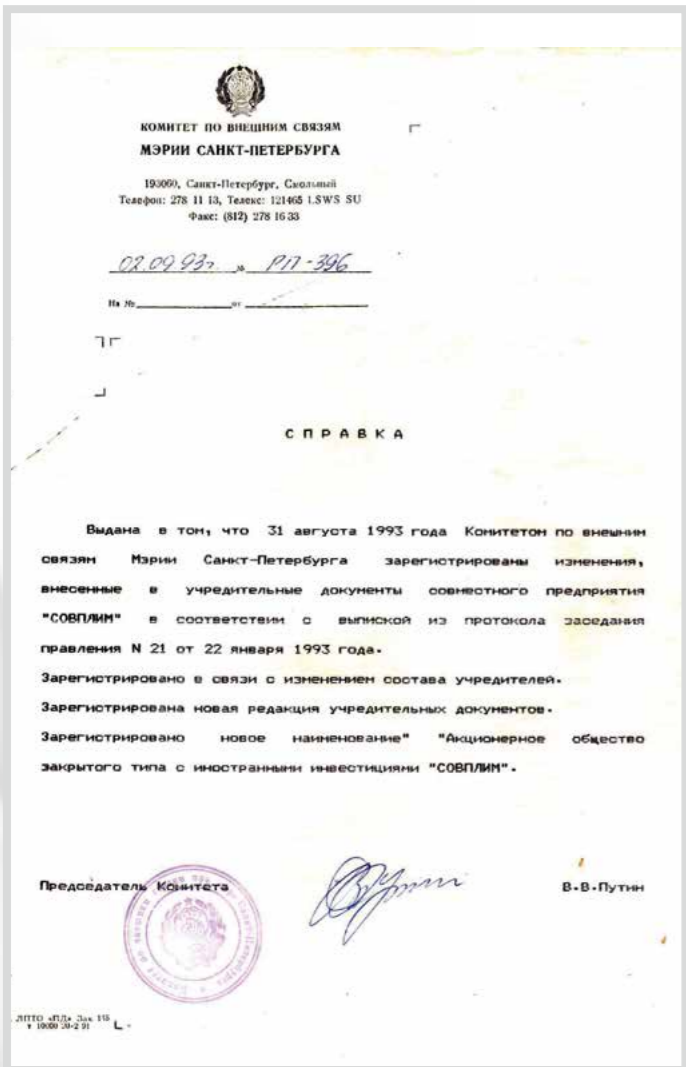 КОМИТЕТ ПО ВНЕШНИМ СВЯЗЯМ
МЭРИИ САНКТ-ПЕТЕРБУРГА
193060, Санкт-Петербург, Смольный
Телефон: 278 11 13, Телекс: 121465 LSWS SU
Факс: (812) 278 16 33
02.09.93г. № РП-396
На № от
СПРАВКА
Выдана в том, что 31 августа 1993 года Комитетом по внешним
связям Мэрии Санкт-Петербурга зарегистрированы изменения,
внесенные в учредительные документы совместного предприятия
"СОВПЛИМ" в соответствии с выпиской из протокола заседания
правления N 21 от 22 января 1993 года.
Зарегистрировано в связи с изменением состава учредителей.
Зарегистрирована новая редакция учредительных документов.
Зарегистрировано новое наименование" "Акционерное общество
закрытого типа с иностранными инвестициями "СОВПЛИМ".
Председатель Комитета В.В.Путин
ЛПТО «ПД» Зак.